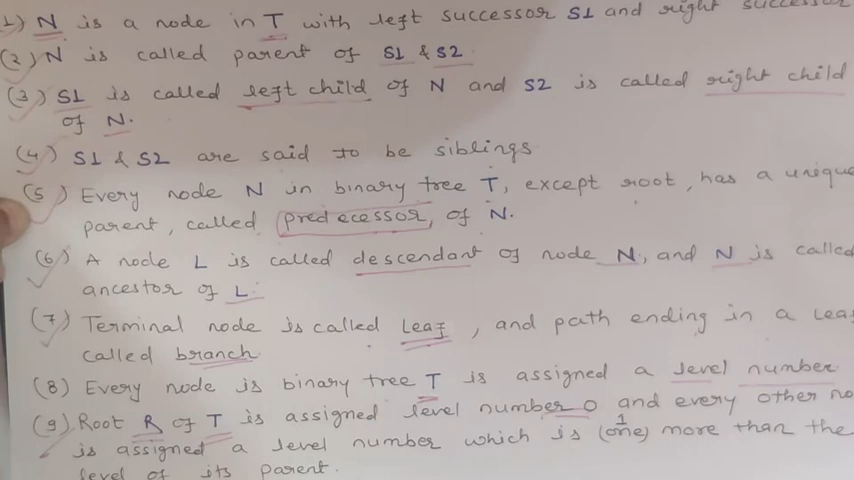 (1) N is a node in T with left successor S1 and right successor
(2) N is called parent of S1 & S2
(3) S1 is called left child of N and S2 is called right child
of N.
(4) S1 & S2 are said to be siblings
(5) Every node N in binary tree T, except root, has a unique
parent, called predecessor, of N.
(6) A node L is called descendant of node N, and N is called
ancestor of L
(7) Terminal node is called Leaf, and path ending in a Leaf
called branch
(8) Every node is binary tree T is assigned a level number
(9) Root R of T is assigned level number 0 and every other no
is assigned a level number which is (one) 1 more than the
level of its parent.